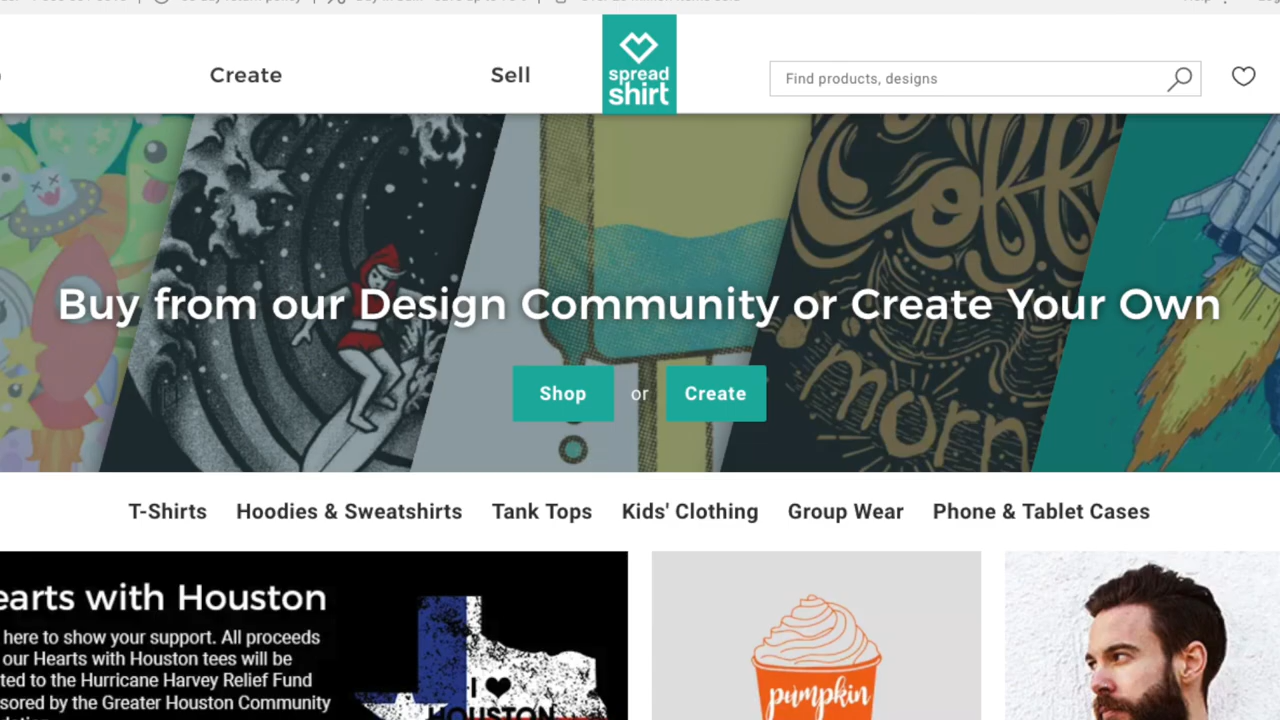 Create
Sell
spread
shirt
Find products, designs
Coffe
morn
Buy from our Design Community or Create Your Own
Shop or Create
T-Shirts Hoodies & Sweatshirts Tank Tops Kids' Clothing Group Wear Phone & Tablet Cases
earts with Houston
here to show your support. All proceeds
our Hearts with Houston tees will be
ted to the Hurricane Harvey Relief Fund
sored by the Greater Houston Community
I
HOUSTON
pumpkin